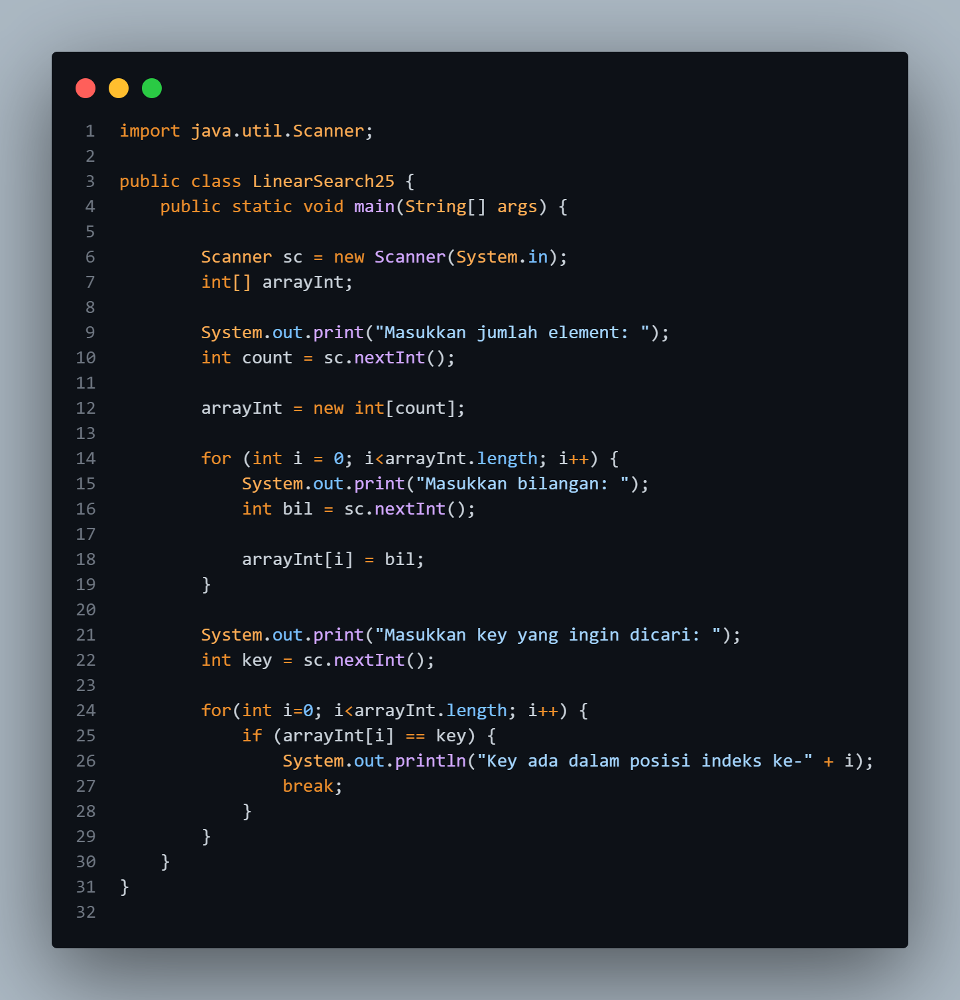 1 import java.util.Scanner;
2
3 public class LinearSearch25 {
4     public static void main(String[] args) {
5
6         Scanner sc = new Scanner(System.in);
7         int[] arrayInt;
8
9         System.out.print("Masukkan jumlah element: ");
10         int count = sc.nextInt();
11
12         arrayInt = new int[count];
13
14         for (int i = 0; i<arrayInt.length; i++) {
15             System.out.print("Masukkan bilangan: ");
16             int bil = sc.nextInt();
17
18             arrayInt[i] = bil;
19         }
20
21         System.out.print("Masukkan key yang ingin dicari: ");
22         int key = sc.nextInt();
23
24         for(int i=0; i<arrayInt.length; i++) {
25             if (arrayInt[i] == key) {
26                 System.out.println("Key ada dalam posisi indeks ke-" + i);
27                 break;
28             }
29         }
30     }
31 }
32